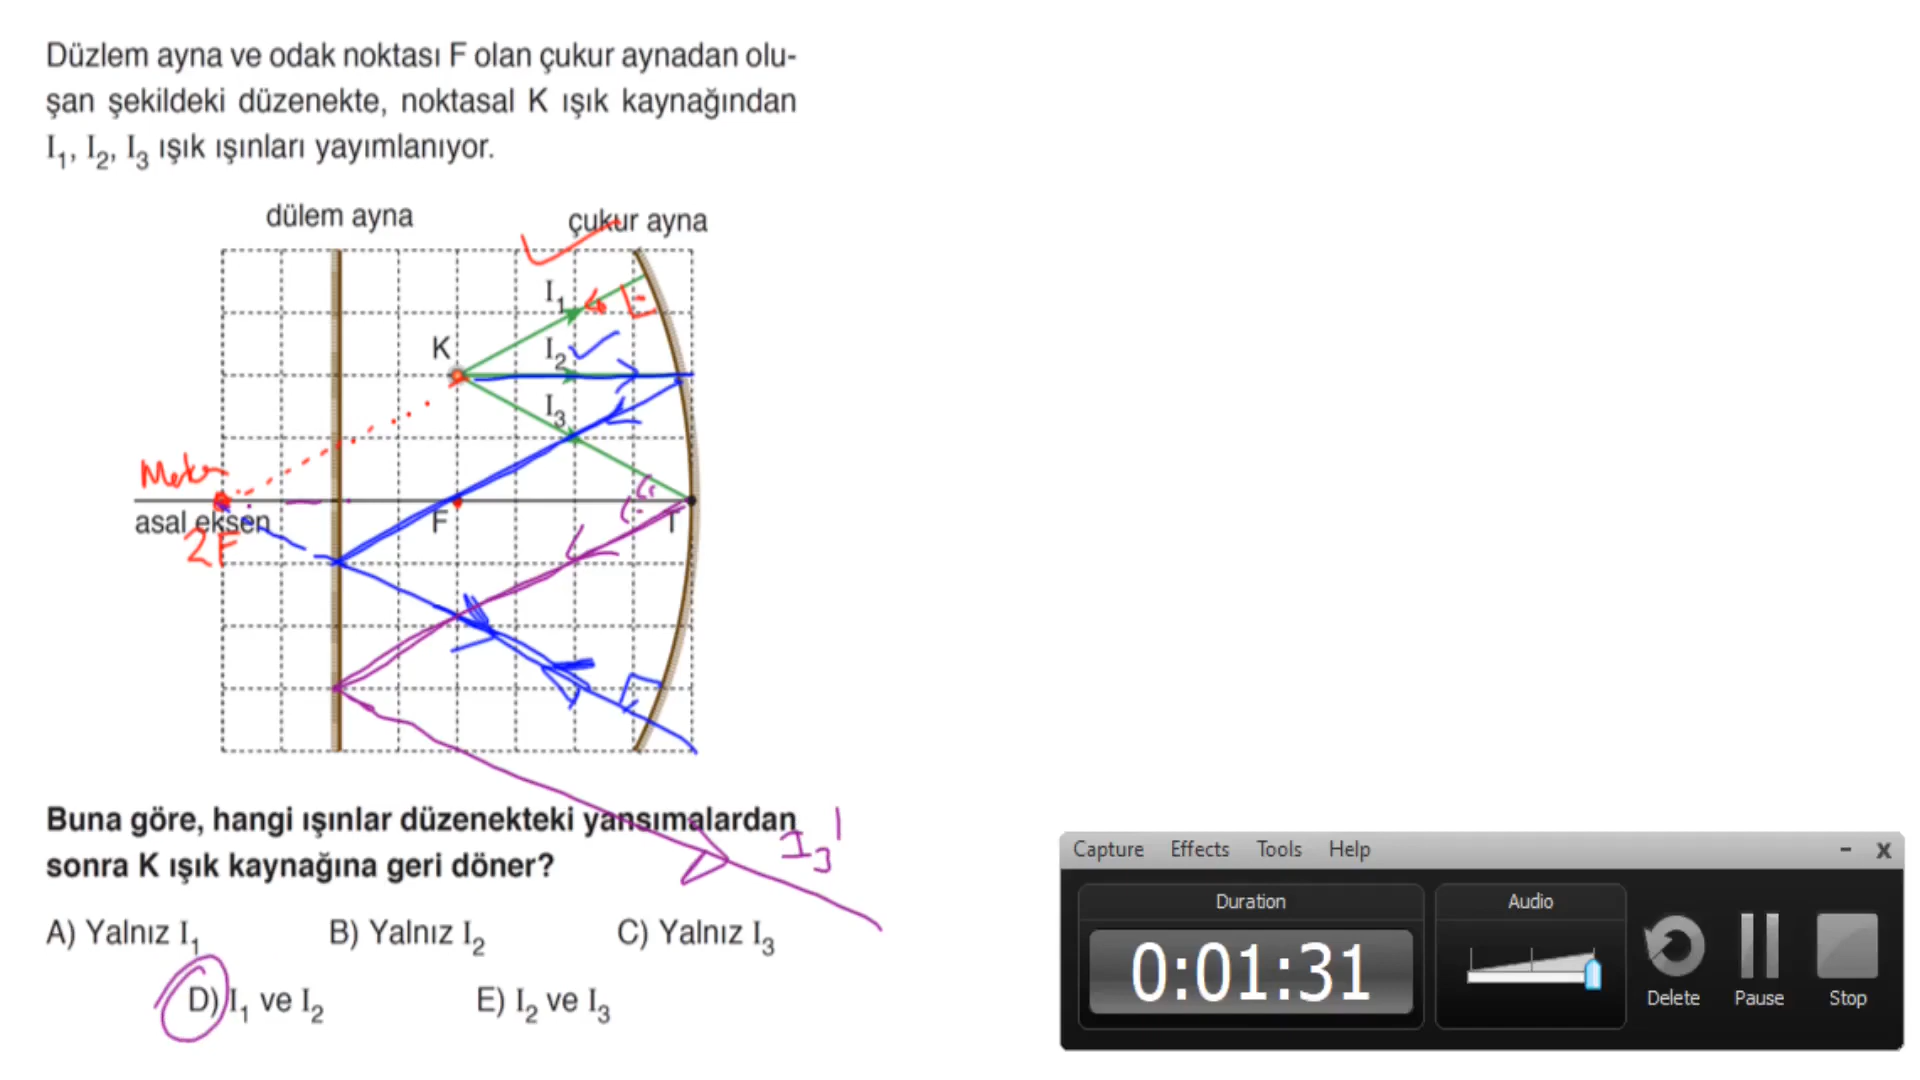 Düzlem ayna ve odak noktası F olan çukur aynadan olu-
şan şekildeki düzenekte, noktasal K ışık kaynağından
I₁, I₂, I₃ ışık ışınları yayımlanıyor.
dülem ayna
çukur ayna
I₁
K
I₂
I₃
asal eksen
F
T
2F
Buna göre, hangi ışınlar düzenekteki yansımalardan
sonra K ışık kaynağına geri döner?
I₃'
A) Yalnız I₁ B) Yalnız I₂ C) Yalnız I₃
D) I₁ ve I₂ E) I₂ ve I₃
Capture Effects Tools Help
Duration
Audio
0:01:31
Delete Pause Stop